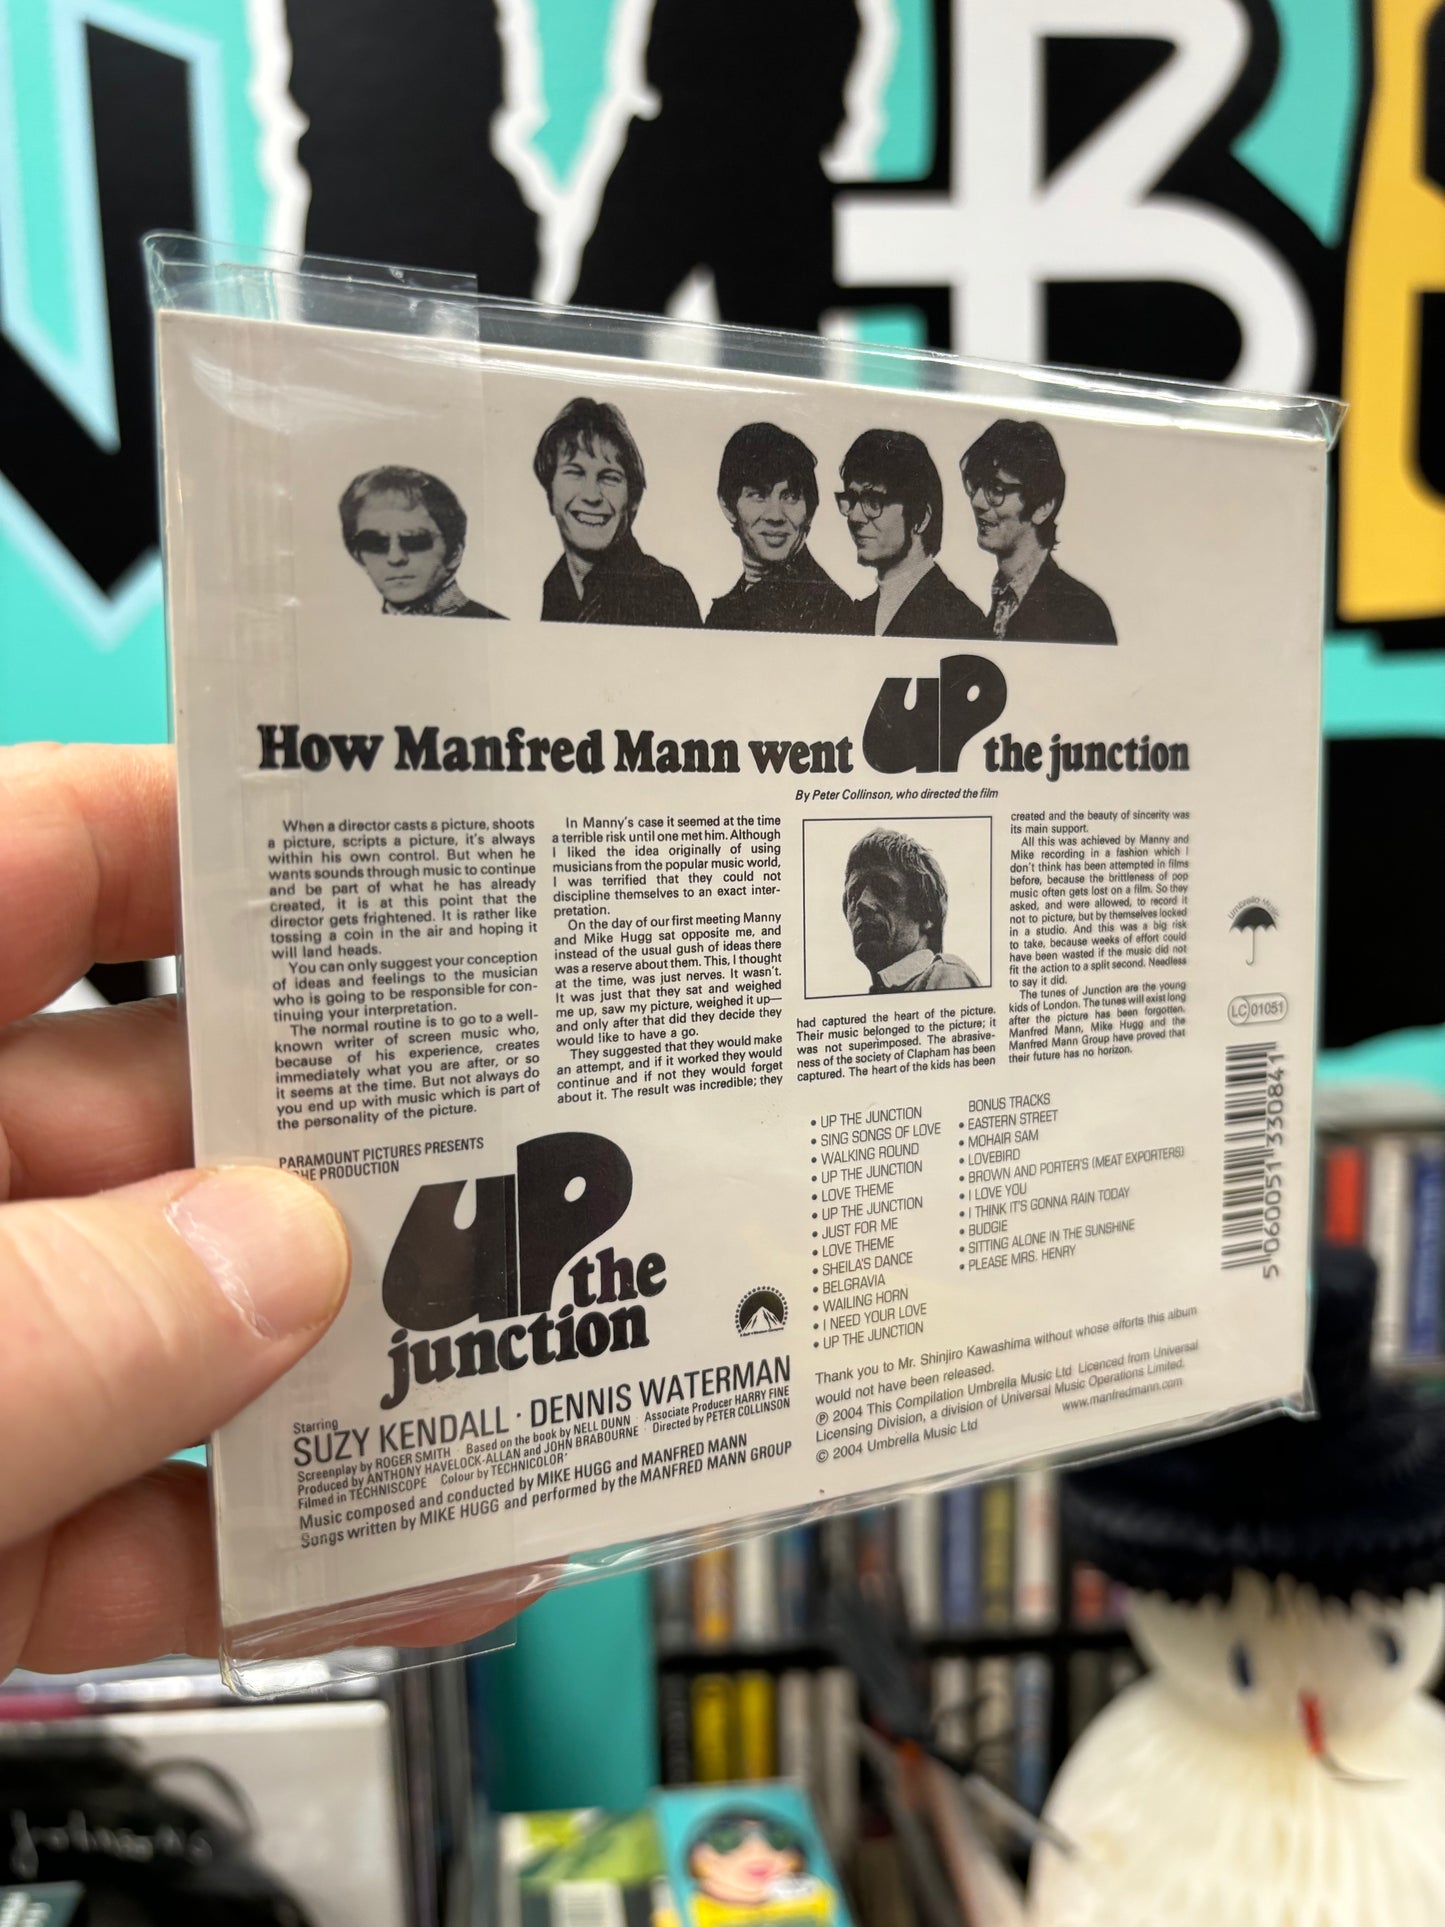 How Manfred Mann went UP the junction
By Peter Collinson, who directed the film
When a director casts a picture, shoots
a picture, scripts a picture, it's always
within his own control. But when he
wants sounds through music to continue
and be part of what he has already
created, it is at this point that the
director gets frightened. It is rather like
tossing a coin in the air and hoping it
will land heads.
You can only suggest your conception
of ideas and feelings to the musician
who is going to be responsible for con-
tinuing your interpretation.
The normal routine is to go to a well-
known writer of screen music who,
because of his experience, creates
immediately what you are after, or so
it seems at the time. But not always do
you end up with music which is part of
the personality of the picture.
In Manny's case it seemed at the time
a terrible risk until one met him. Although
I liked the idea originally of using
musicians from the popular music world,
I was terrified that they could not
discipline themselves to an exact inter-
pretation.
On the day of our first meeting Manny
and Mike Hugg sat opposite me, and
instead of the usual gush of ideas there
was a reserve about them. This, I thought
at the time, was just nerves. It wasn't.
It was just that they sat and weighed
me up, saw my picture, weighed it up—
and only after that did they decide they
would like to have a go.
They suggested that they would make
an attempt, and if it worked they would
continue and if not they would forget
about it. The result was incredible; they
had captured the heart of the picture.
Their music belonged to the picture; it
was not superimposed. The abrasive-
ness of the society of Clapham has been
captured. The heart of the kids has been
created and the beauty of sincerity was
its main support.
All this was achieved by Manny and
Mike recording in a fashion which I
don't think has been attempted in films
before, because the brittleness of pop
music often gets lost on a film. So they
asked, and were allowed, to record it
not to picture, but by themselves locked
in a studio. And this was a big risk
to take, because weeks of effort could
have been wasted if the music did not
fit the action to a split second. Needless
to say it did.
The tunes of Junction are the young
kids of London. The tunes will exist long
after the picture has been forgotten.
Manfred Mann, Mike Hugg and the
Manfred Mann Group have proved that
their future has no horizon.
Umbrella Music
LC 01051
5 060051 330841
PARAMOUNT PICTURES PRESENTS
HE PRODUCTION
UP the
junction
Starring
SUZY KENDALL · DENNIS WATERMAN
Screenplay by ROGER SMITH · Based on the book by NELL DUNN · Associate Producer HARRY FINE
Produced by ANTHONY HAVELOCK-ALLAN and JOHN BRABOURNE · Directed by PETER COLLINSON
Filmed in TECHNISCOPE Colour by TECHNICOLOR
Music composed and conducted by MIKE HUGG and MANFRED MANN
Songs written by MIKE HUGG and performed by the MANFRED MANN GROUP
Paramount
• UP THE JUNCTION
• SING SONGS OF LOVE
• WALKING ROUND
• UP THE JUNCTION
• LOVE THEME
• UP THE JUNCTION
• JUST FOR ME
• LOVE THEME
• SHEILA'S DANCE
• BELGRAVIA
• WAILING HORN
• I NEED YOUR LOVE
• UP THE JUNCTION
BONUS TRACKS
• EASTERN STREET
• MOHAIR SAM
• LOVEBIRD
• BROWN AND PORTER'S (MEAT EXPORTERS)
• I LOVE YOU
• I THINK IT'S GONNA RAIN TODAY
• BUDGIE
• SITTING ALONE IN THE SUNSHINE
• PLEASE MRS. HENRY
Thank you to Mr. Shinjiro Kawashima without whose efforts this album
would not have been released.
℗ 2004 This Compilation Umbrella Music Ltd Licenced from Universal
Licensing Division, a division of Universal Music Operations Limited.
© 2004 Umbrella Music Ltd
www.manfredmann.com